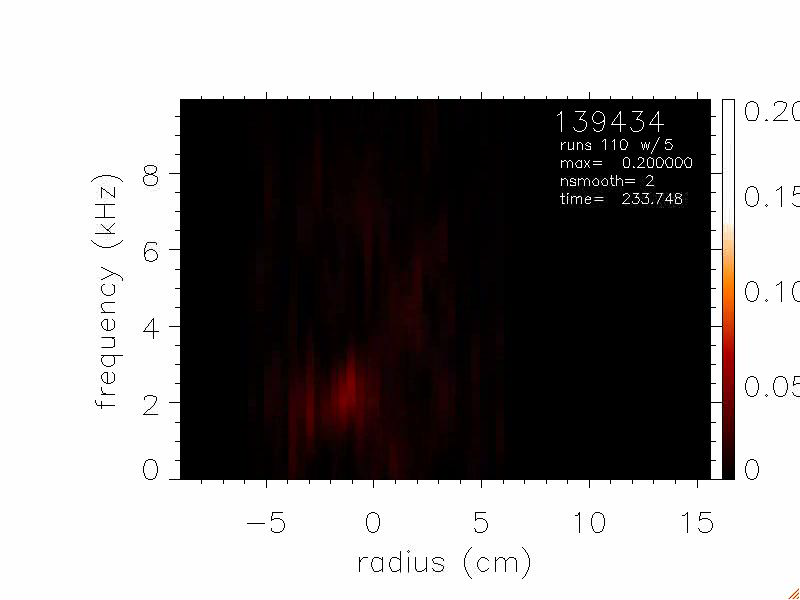 139434
runs 110 w/5
max= 0.200000
nsmooth= 2
time= 233.748
frequency (kHz)
8
6
4
2
0
-5 0 5 10 15
radius (cm)
0.20
0.15
0.10
0.05
0